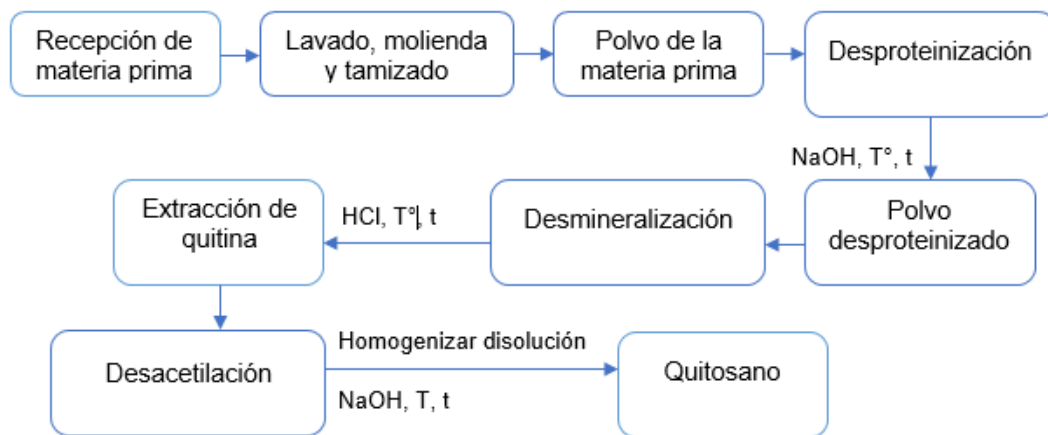 Recepción de
materia prima
Lavado, molienda
y tamizado
Polvo de la
materia prima
Desproteinización
NaOH, T°, t
Polvo
desproteinizado
Desmineralización
HCl, T°, t
Extracción de
quitina
Desacetilación
Homogenizar disolución
NaOH, T, t
Quitosano